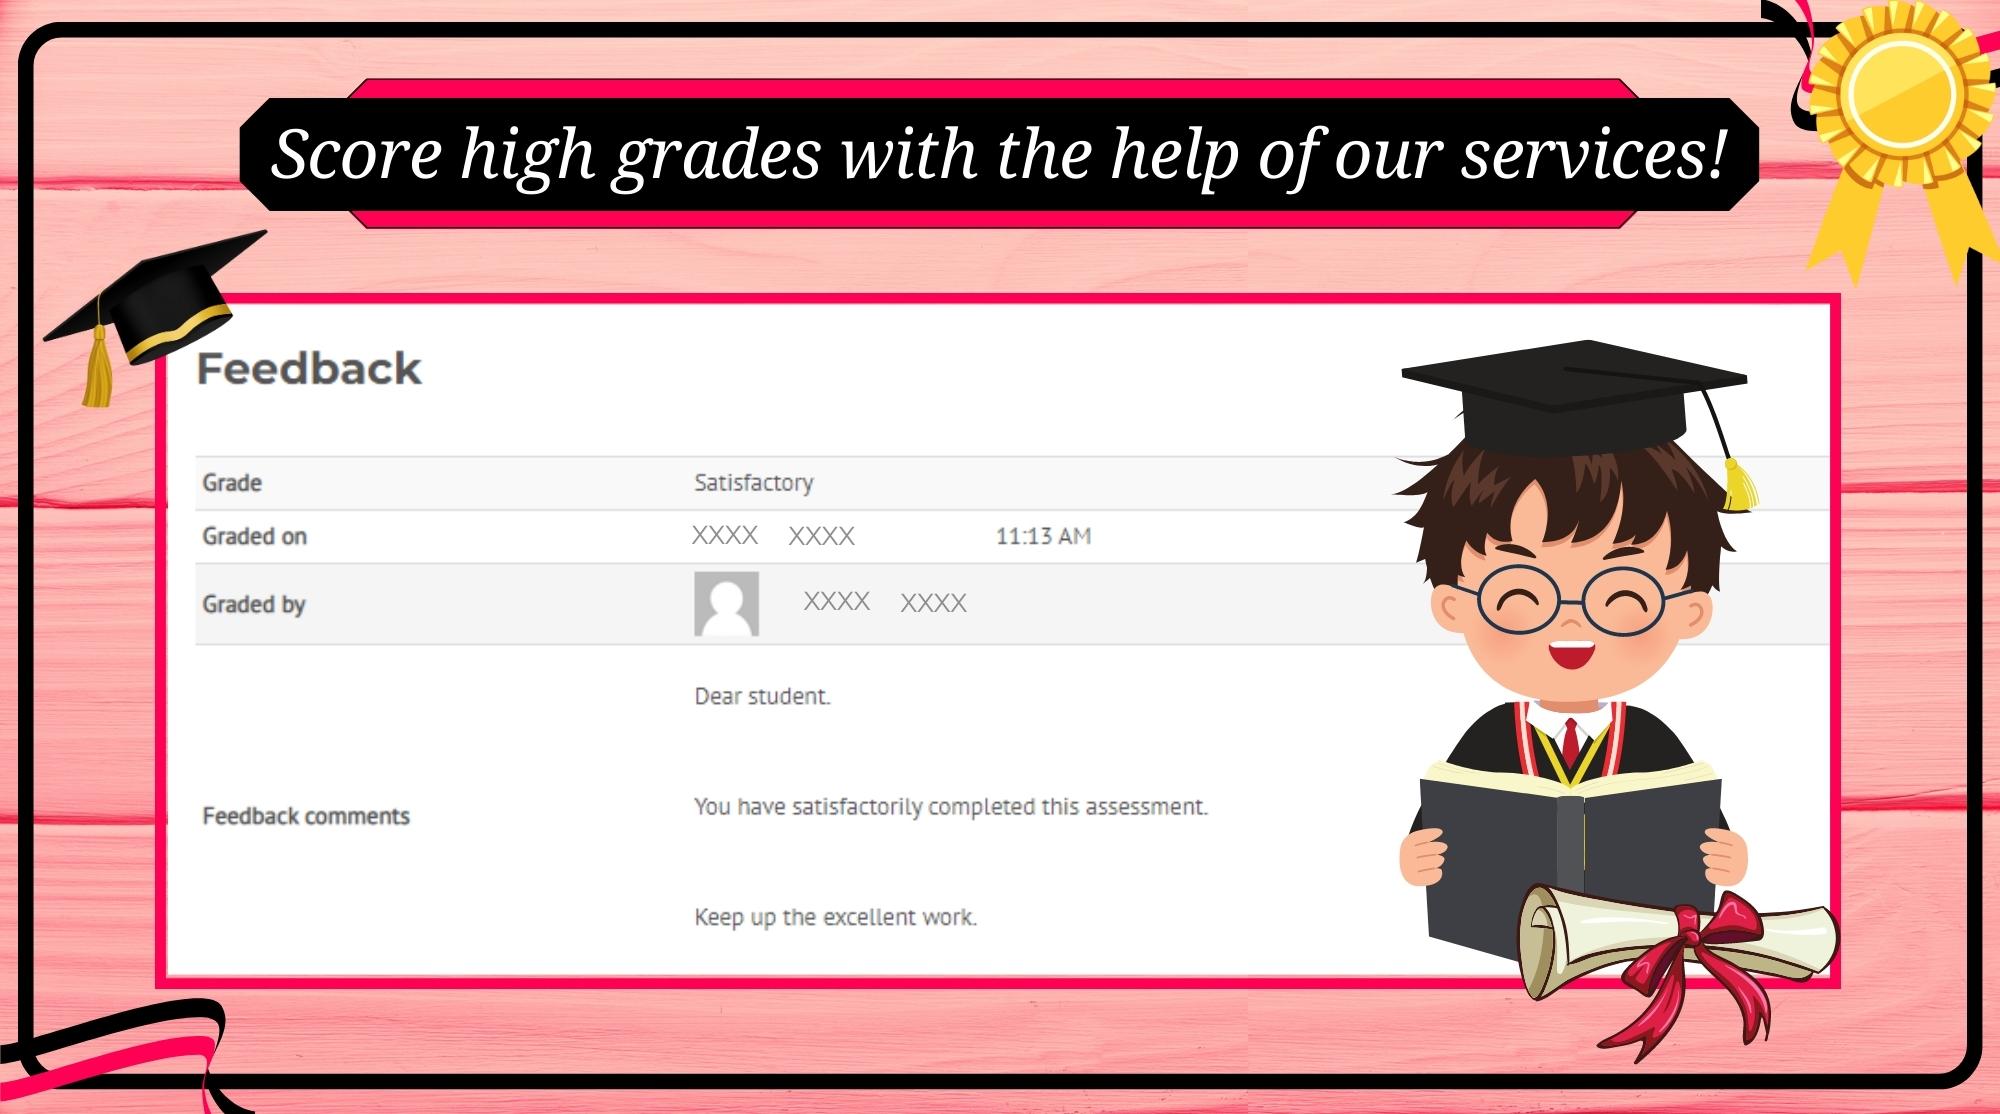 Score high grades with the help of our services!
Feedback
Grade Satisfactory
Graded on XXXX XXXX 11:13 AM
Graded by XXXX XXXX
Dear student.
You have satisfactorily completed this assessment.
Feedback comments
Keep up the excellent work.